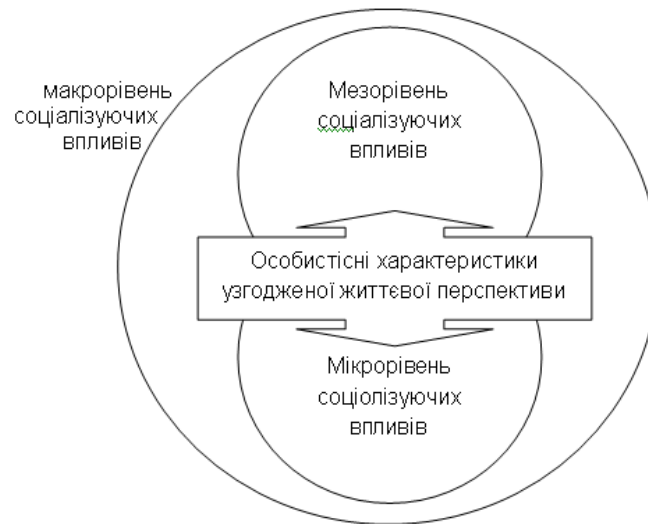 макрорівень
соціалізуючих
впливів
Мезорівень
соціалізуючих
впливів
Особистісні характеристики
узгодженої життєвої перспективи
Мікрорівень
соціолізуючих
впливів